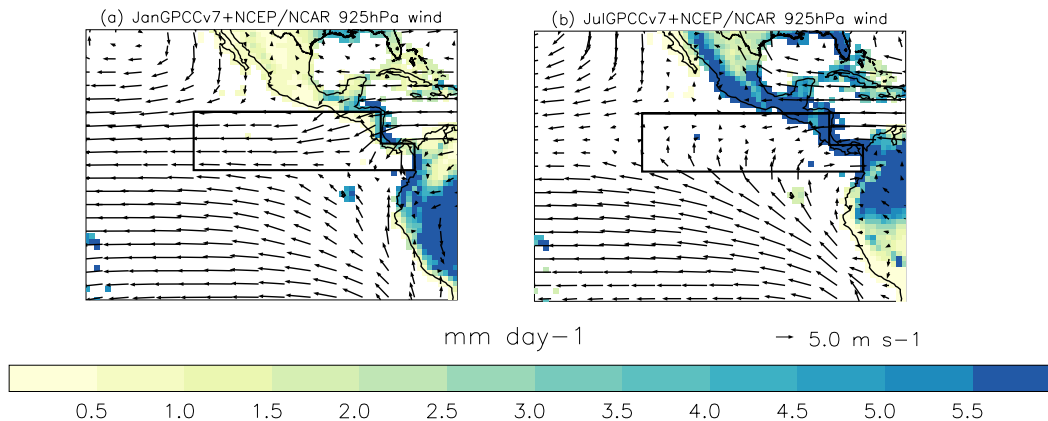 (a) JanGPCCv7+NCEP/NCAR 925hPa wind
(b) JulGPCCv7+NCEP/NCAR 925hPa wind
mm day-1
5.0 m s-1
0.5 1.0 1.5 2.0 2.5 3.0 3.5 4.0 4.5 5.0 5.5